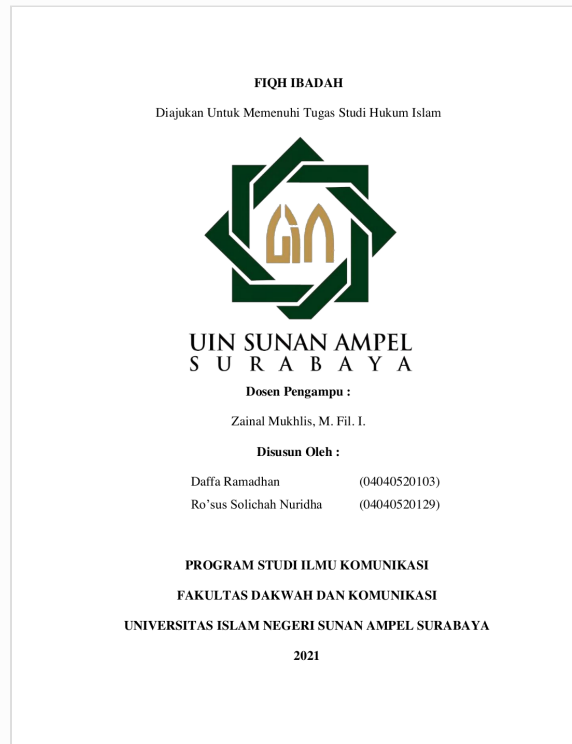 FIQH IBADAH
Diajukan Untuk Memenuhi Tugas Studi Hukum Islam
UIN SUNAN AMPEL
SURABAYA
Dosen Pengampu :
Zainal Mukhlis, M. Fil. I.
Disusun Oleh :
Daffa Ramadhan (04040520103)
Ro’sus Solichah Nuridha (04040520129)
PROGRAM STUDI ILMU KOMUNIKASI
FAKULTAS DAKWAH DAN KOMUNIKASI
UNIVERSITAS ISLAM NEGERI SUNAN AMPEL SURABAYA
2021